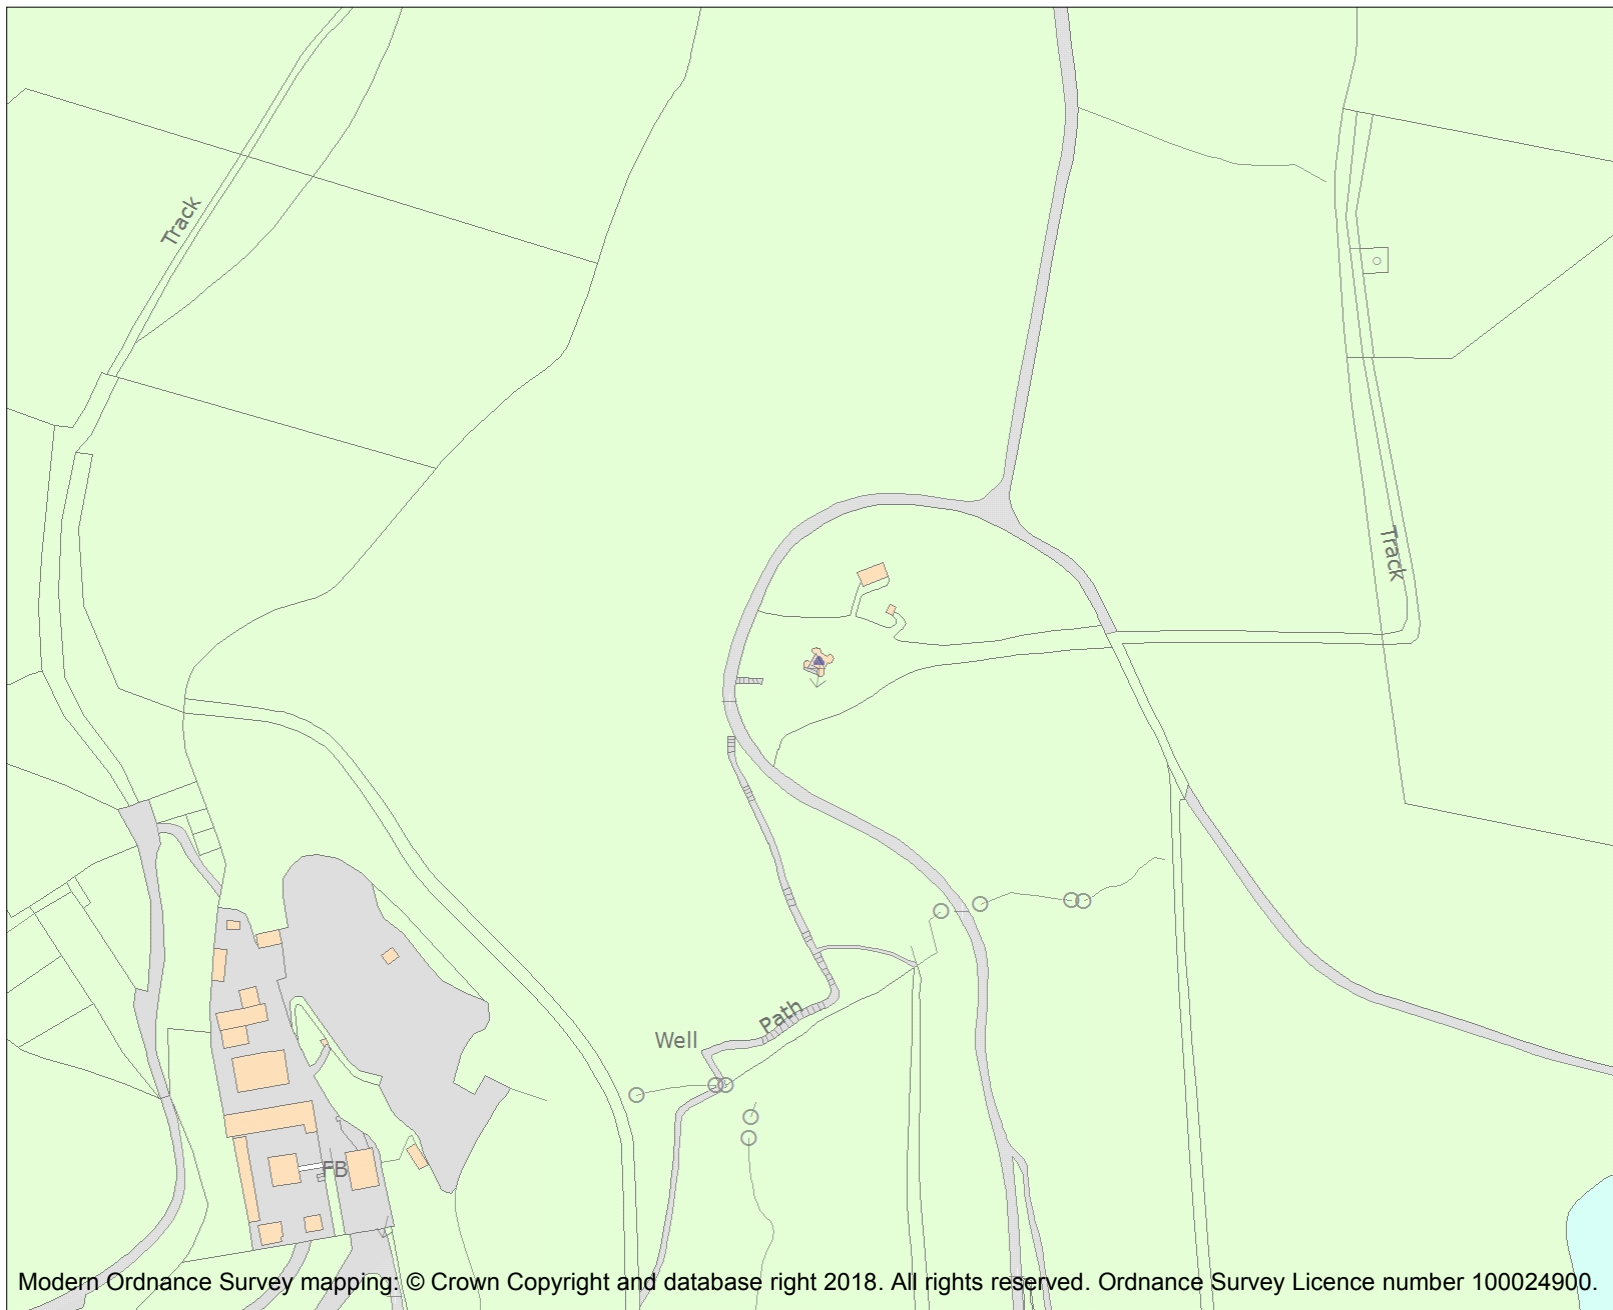 Track
Track
Path
Well
FB
Modern Ordnance Survey mapping: © Crown Copyright and database right 2018. All rights reserved. Ordnance Survey Licence number 100024900.